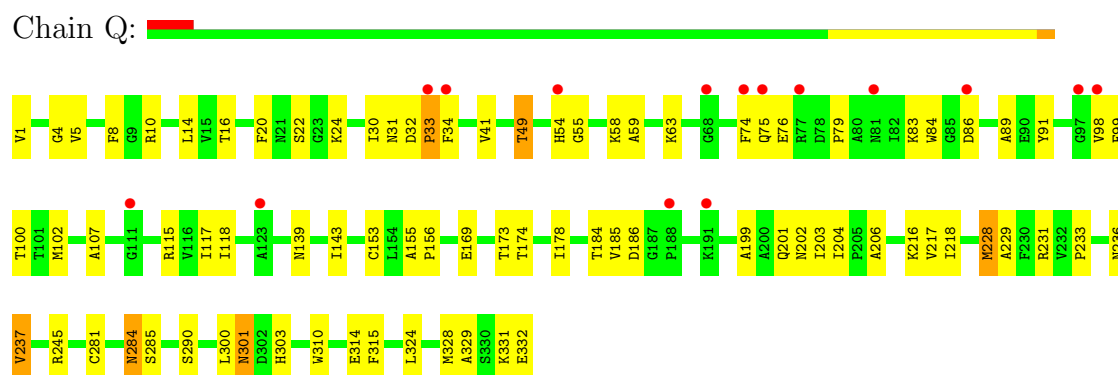 Chain Q:
V1 G4 V5 F8 G9 R10 L14 V15 T16 F20 N21 S22 G23 K24 I30 N31 D32 P33 F34 V41 T49 H54 G55 K58 A59 K63 G68 F74 Q75 E76 R77 D78 P79 A80 N81 I82 K83 W84 G85 D86 A89 E90 Y91 G97 V98
T100 T101 M102 A107 G111 R115 V116 I117 I118 A123 N139 I143 C153 L154 A155 P156 E169 T173 T174 I178 T184 V185 D186 G187 P188 K191 A199 A200 Q201 N202 I203 I204 P205 A206 K216 V217 I218 M228 A229 F230 R231 V232 P233 N236
V237 R245 C281 N284 S285 S290 L300 N301 D302 H303 W310 E314 F315 L324 M328 A329 S330 K331 E332